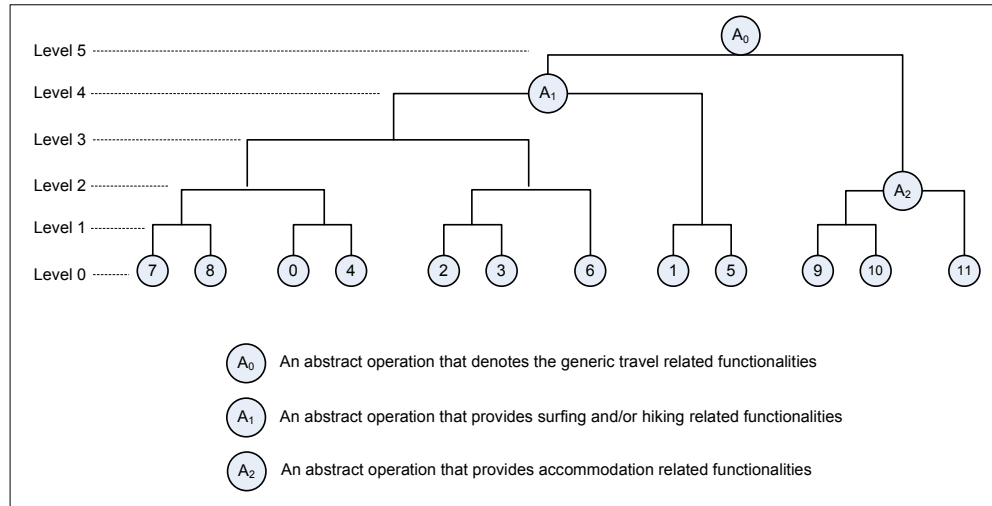 A0
Level 5
Level 4
A1
Level 3
Level 2
A2
Level 1
Level 0
7 8 0 4 2 3 6 1 5 9 10 11
A0 An abstract operation that denotes the generic travel related functionalities
A1 An abstract operation that provides surfing and/or hiking related functionalities
A2 An abstract operation that provides accommodation related functionalities